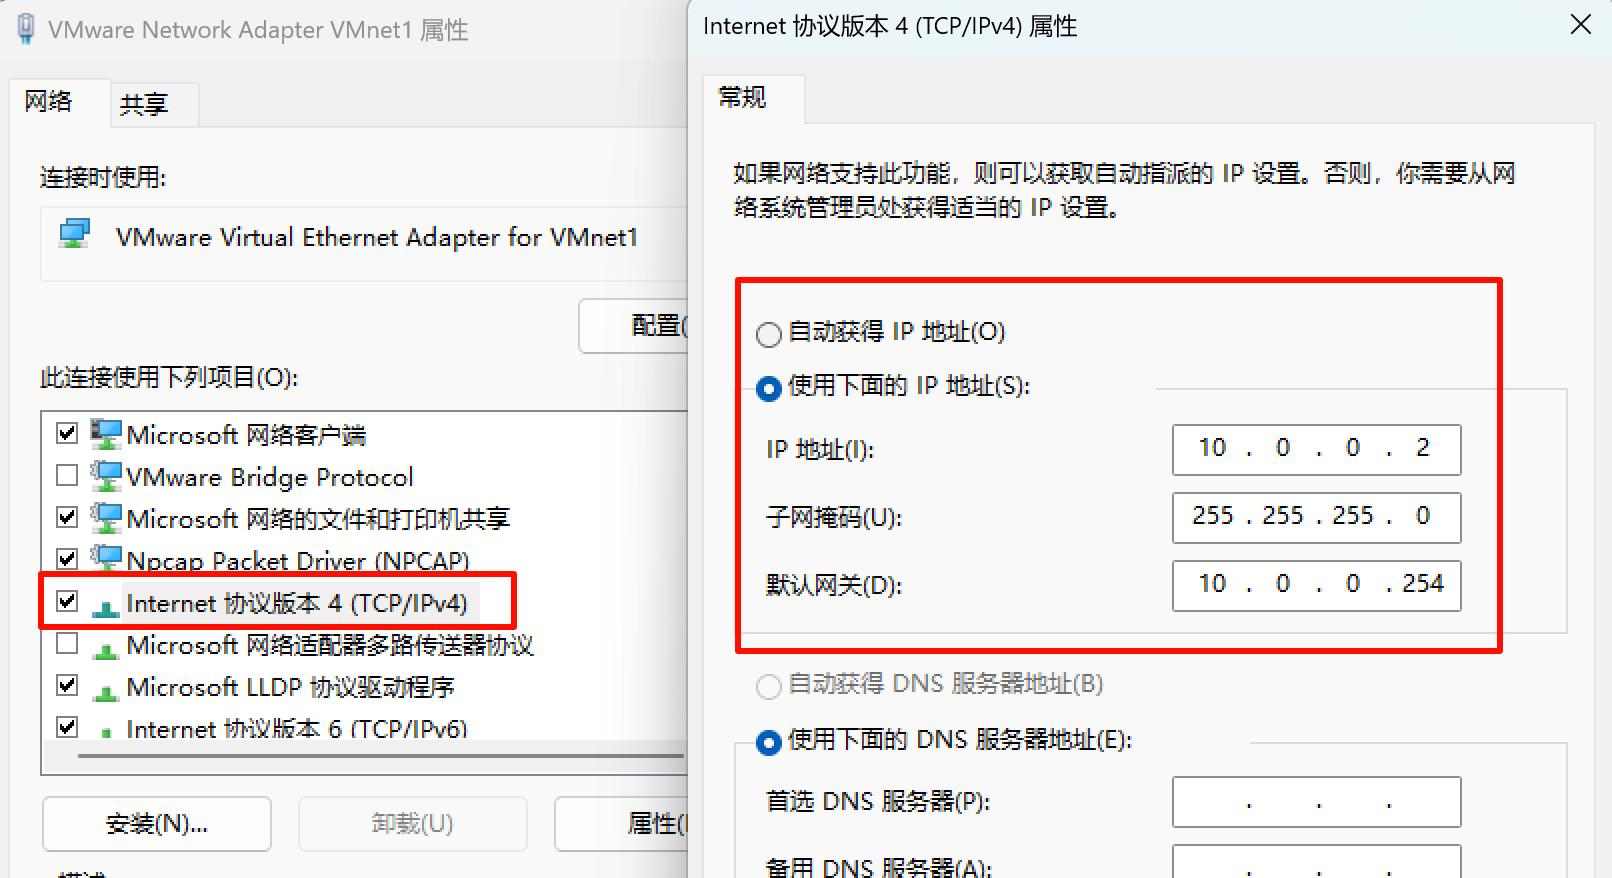 VMware Network Adapter VMnet1 属性
网络
共享
连接时使用:
VMware Virtual Ethernet Adapter for VMnet1
配置(
此连接使用下列项目(O):
Microsoft 网络客户端
VMware Bridge Protocol
Microsoft 网络的文件和打印机共享
Npcap Packet Driver (NPCAP)
Internet 协议版本 4 (TCP/IPv4)
Microsoft 网络适配器多路传送器协议
Microsoft LLDP 协议驱动程序
Internet 协议版本 6 (TCP/IPv6)
安装(N)...
卸载(U)
属性(
Internet 协议版本 4 (TCP/IPv4) 属性
常规
如果网络支持此功能，则可以获取自动指派的 IP 设置。否则，你需要从网
络系统管理员处获得适当的 IP 设置。
自动获得 IP 地址(O)
使用下面的 IP 地址(S):
IP 地址(I):
10 . 0 . 0 . 2
子网掩码(U):
255 . 255 . 255 . 0
默认网关(D):
10 . 0 . 0 . 254
自动获得 DNS 服务器地址(B)
使用下面的 DNS 服务器地址(E):
首选 DNS 服务器(P):
. . .
备用 DNS 服务器(A):
. . .